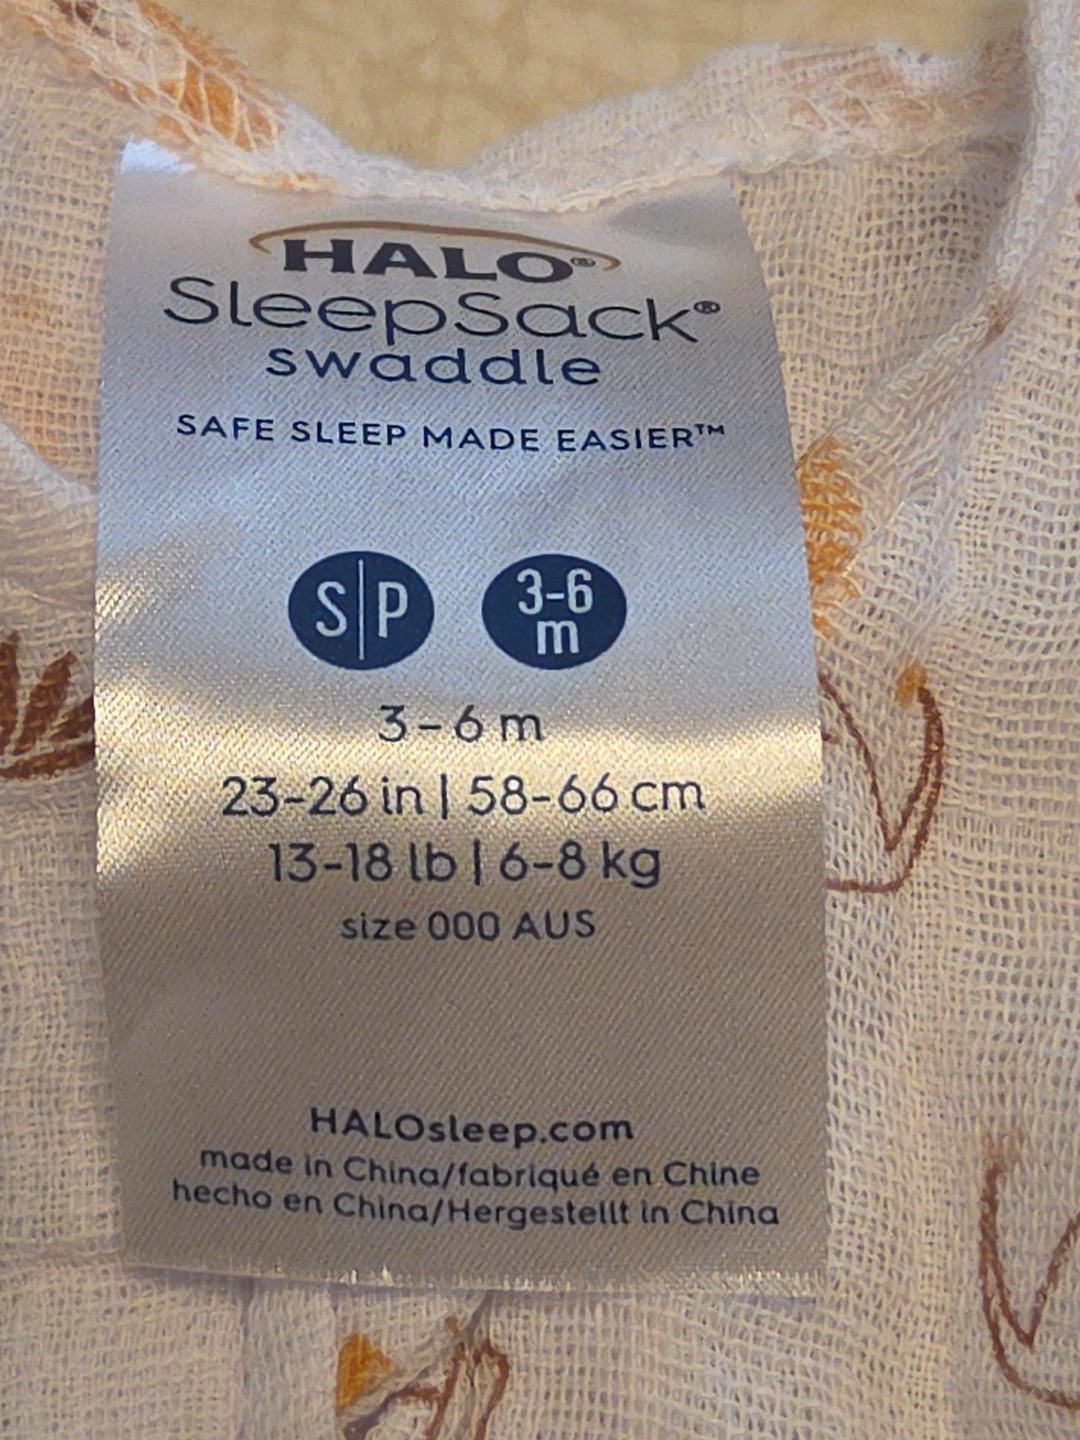 HALO®
SleepSack®
swaddle
SAFE SLEEP MADE EASIER™
S|P
3-6
m
3-6 m
23-26 in | 58-66 cm
13-18 lb | 6-8 kg
size 000 AUS
HALOsleep.com
made in China/fabriqué en Chine
hecho en China/Hergestellt in China